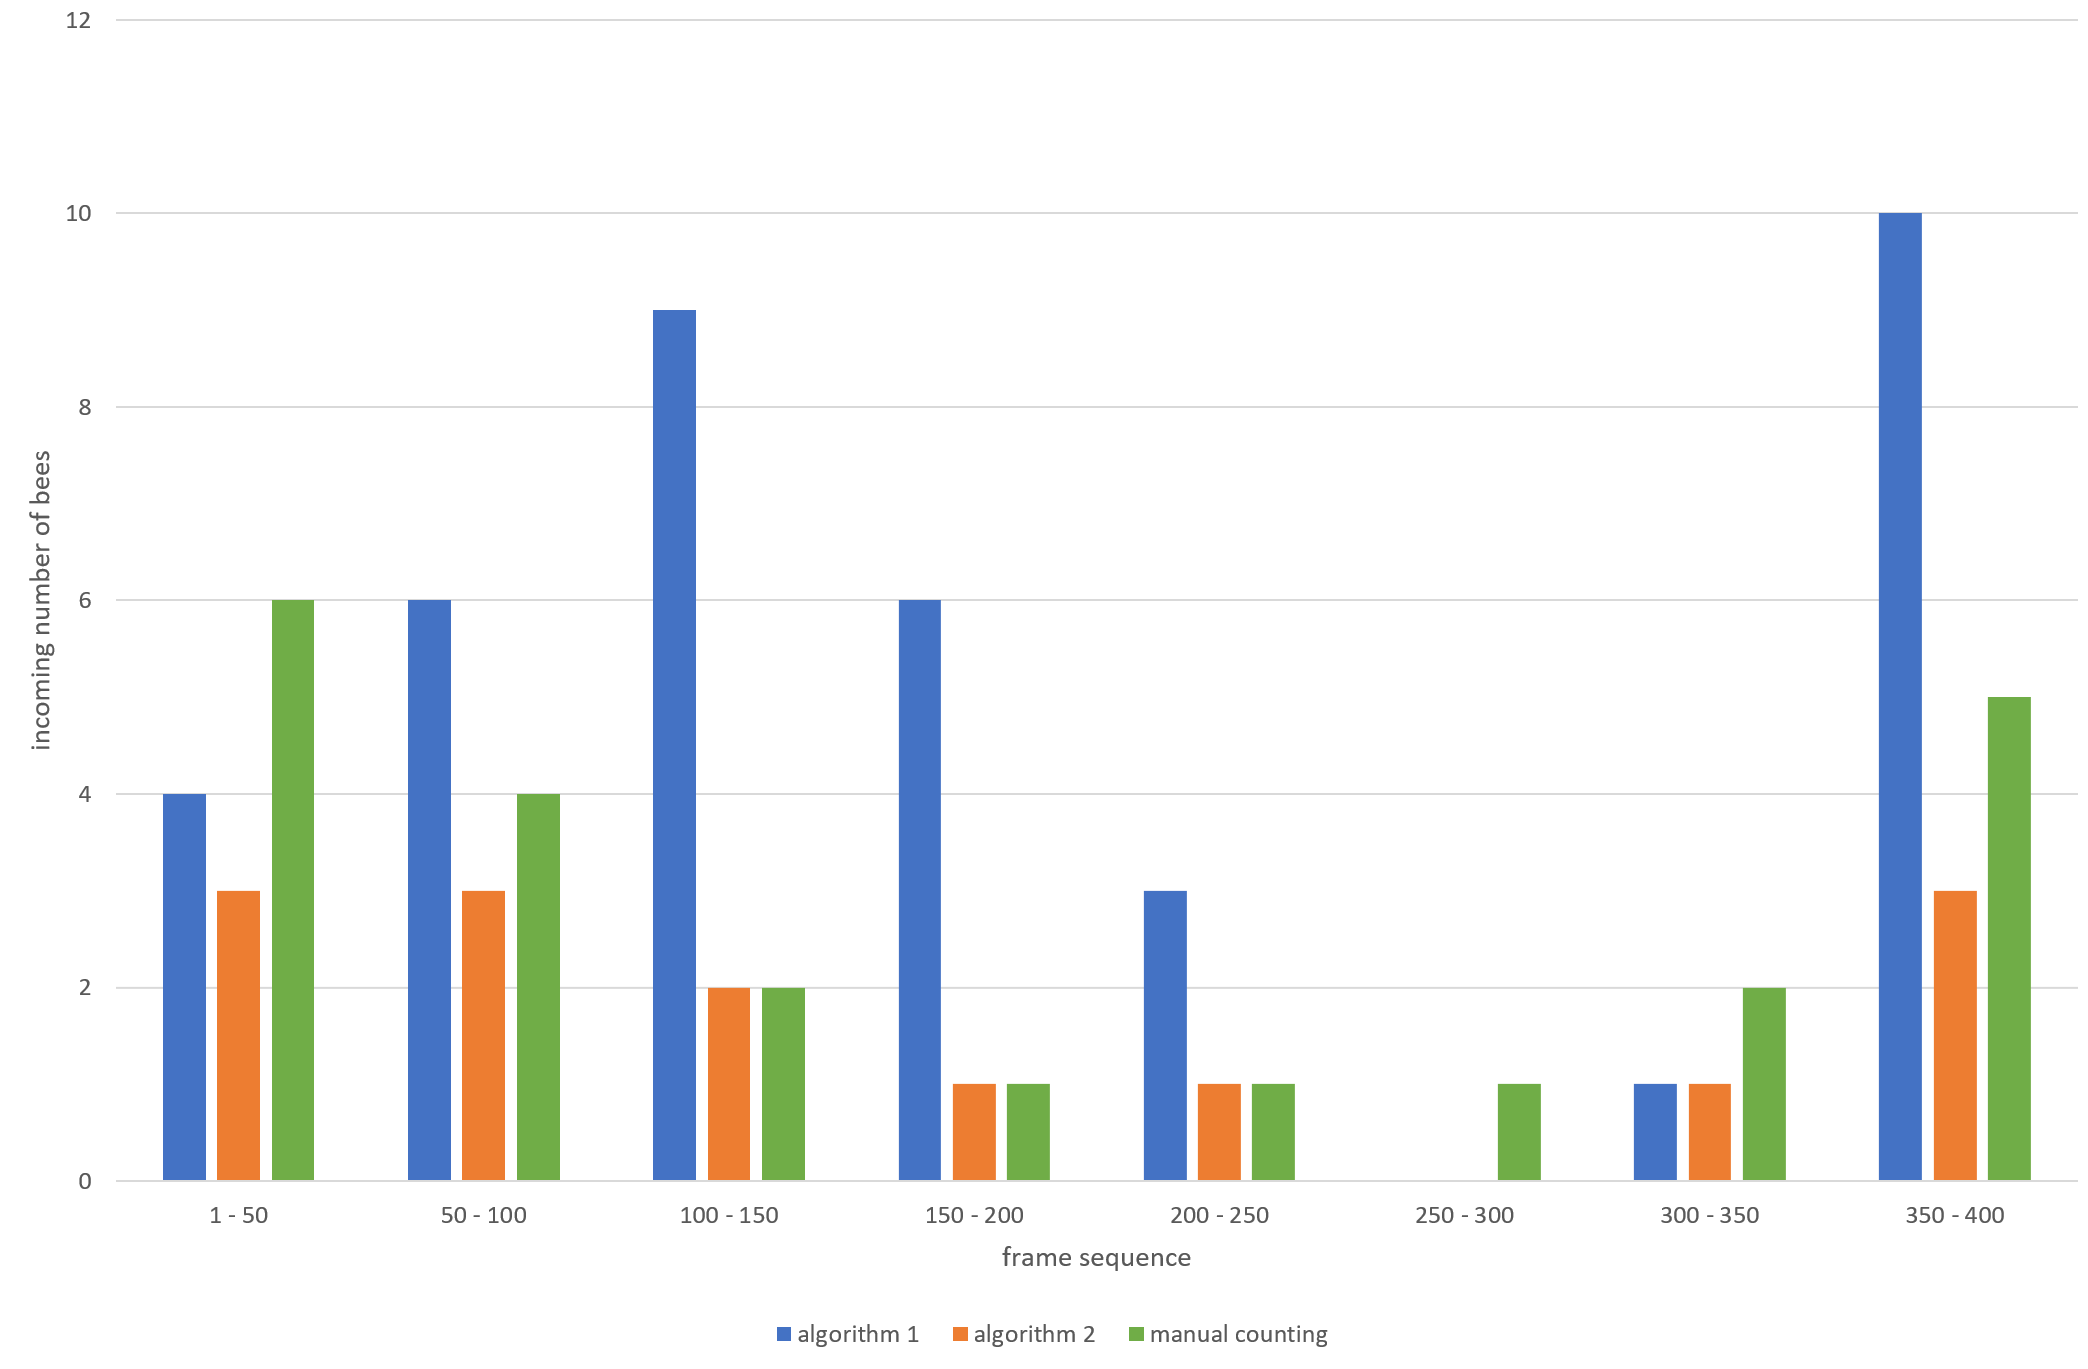 12
10
8
6
4
2
0
incoming number of bees
1 - 50 50 - 100 100 - 150 150 - 200 200 - 250 250 - 300 300 - 350 350 - 400
frame sequence
algorithm 1 algorithm 2 manual counting